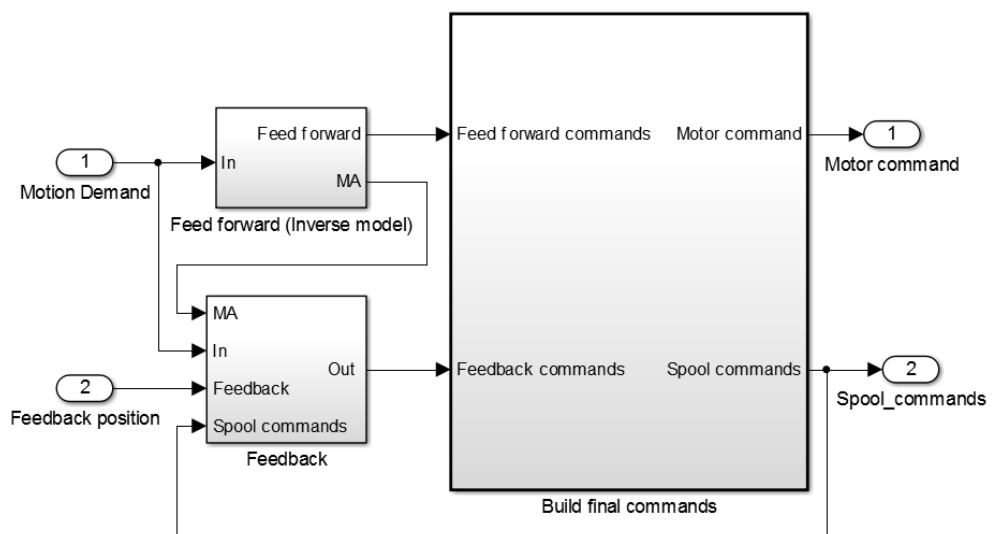 1
Motion Demand
In
Feed forward
MA
Feed forward (Inverse model)
Feed forward commands
Motor command
1
Motor command
MA
In
Feedback
Spool commands
Out
Feedback
2
Feedback position
Feedback commands
Spool commands
2
Spool_commands
Build final commands